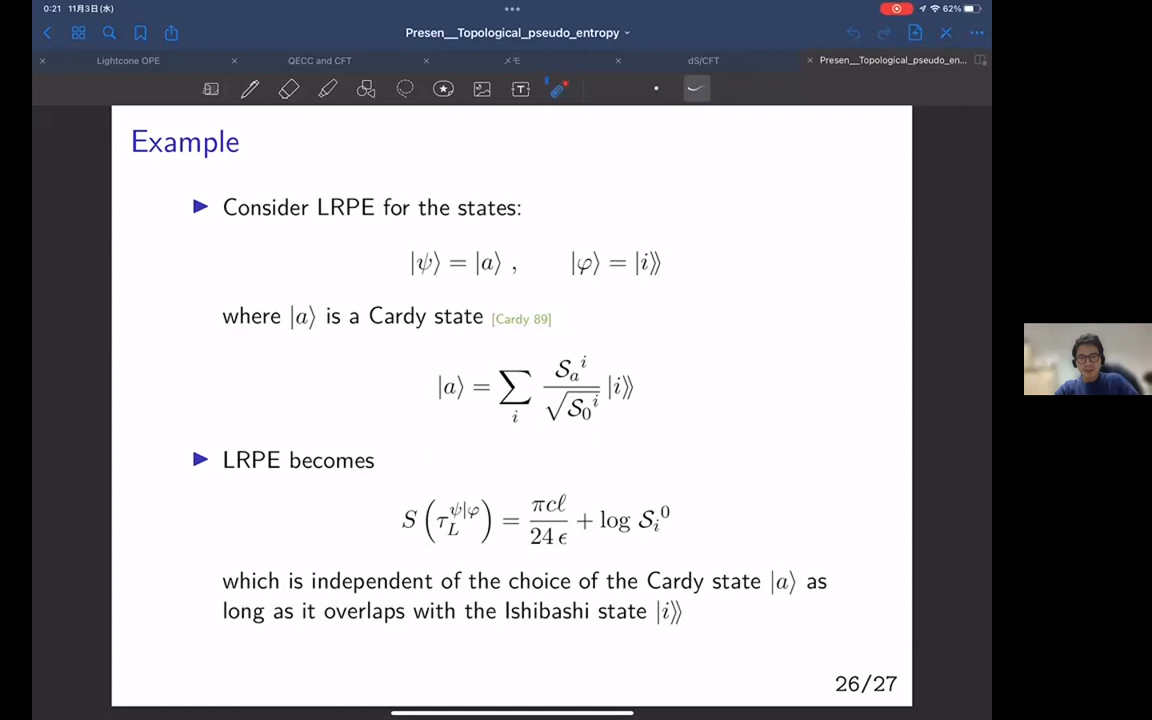 0:21 11月3日(水) 62%
Presen__Topological_pseudo_entropy
Lightcone OPE QECC and CFT メモ dS/CFT Presen__Topological_pseudo_en...
Example
▶ Consider LRPE for the states:
|ψ⟩ = |a⟩ , |φ⟩ = |i⟩⟩
where |a⟩ is a Cardy state [Cardy 89]
|a⟩ = ∑_i S_a^i / √(S_0^i) |i⟩⟩
▶ LRPE becomes
S(τ_L^{ψ|φ}) = πcℓ / 24 ϵ + log S_i^0
which is independent of the choice of the Cardy state |a⟩ as
long as it overlaps with the Ishibashi state |i⟩⟩
26/27